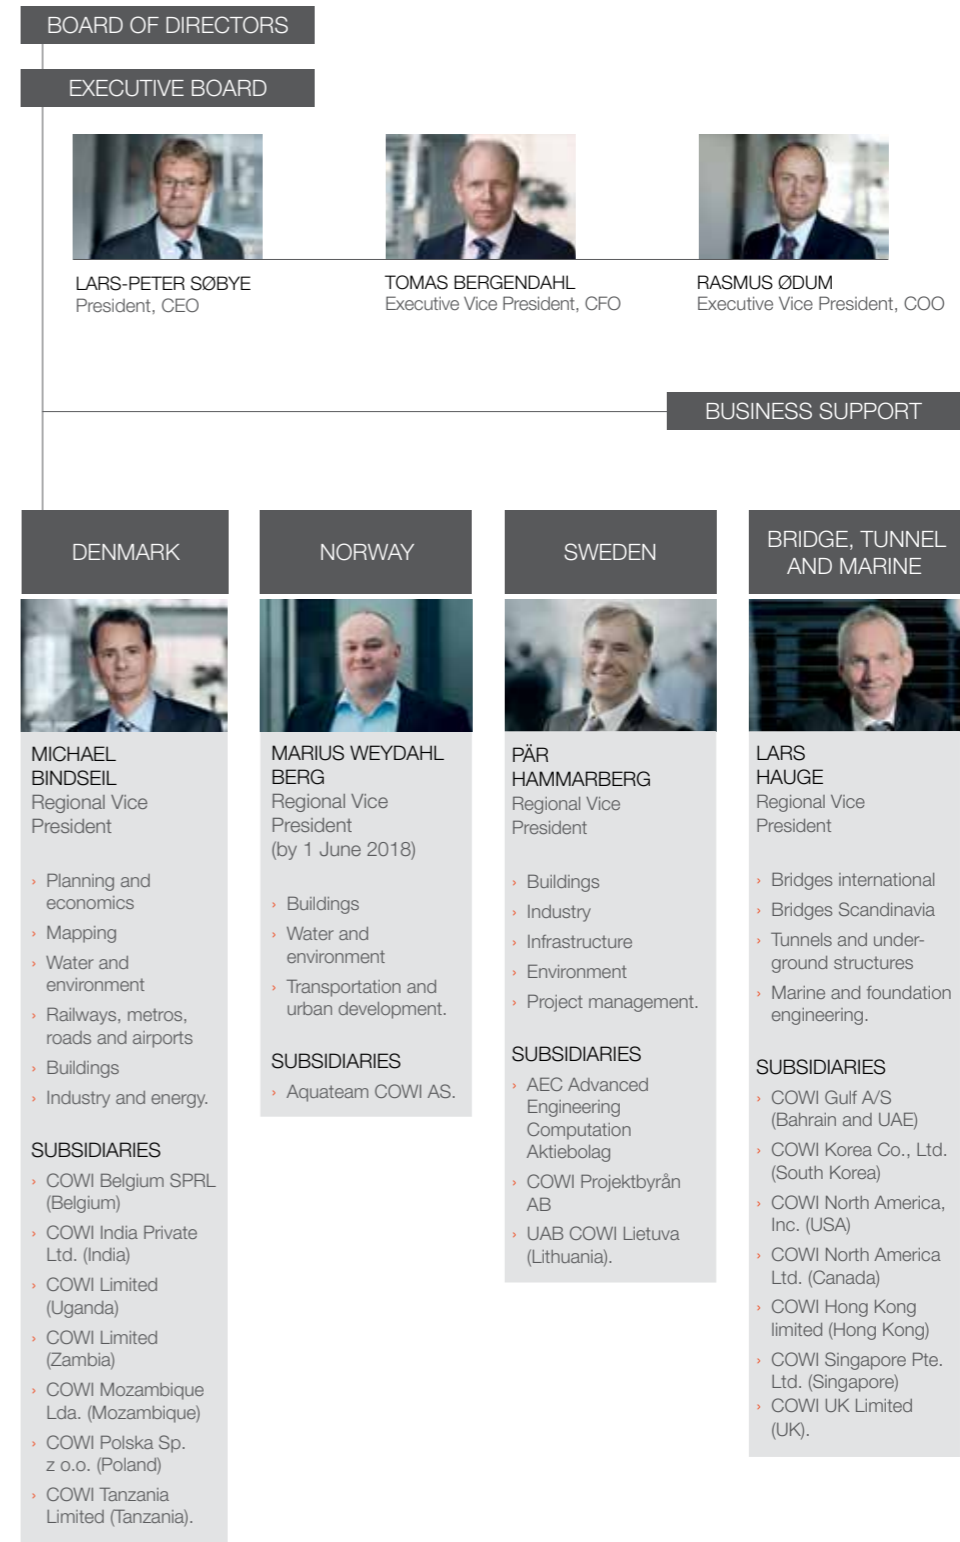 BOARD OF DIRECTORS
EXECUTIVE BOARD
LARS-PETER SØBYE
President, CEO
TOMAS BERGENDAHL
Executive Vice President, CFO
RASMUS ØDUM
Executive Vice President, COO
BUSINESS SUPPORT
DENMARK
MICHAEL
BINDSEIL
Regional Vice
President
› Planning and
economics
› Mapping
› Water and
environment
› Railways, metros,
roads and airports
› Buildings
› Industry and energy.
SUBSIDIARIES
› COWI Belgium SPRL
(Belgium)
› COWI India Private
Ltd. (India)
› COWI Limited
(Uganda)
› COWI Limited
(Zambia)
› COWI Mozambique
Lda. (Mozambique)
› COWI Polska Sp.
z o.o. (Poland)
› COWI Tanzania
Limited (Tanzania).
NORWAY
MARIUS WEYDAHL
BERG
Regional Vice
President
(by 1 June 2018)
› Buildings
› Water and
environment
› Transportation and
urban development.
SUBSIDIARIES
› Aquateam COWI AS.
SWEDEN
PÄR
HAMMARBERG
Regional Vice
President
› Buildings
› Industry
› Infrastructure
› Environment
› Project management.
SUBSIDIARIES
› AEC Advanced
Engineering
Computation
Aktiebolag
› COWI Projektbyrån
AB
› UAB COWI Lietuva
(Lithuania).
BRIDGE, TUNNEL
AND MARINE
LARS
HAUGE
Regional Vice
President
› Bridges international
› Bridges Scandinavia
› Tunnels and under-
ground structures
› Marine and foundation
engineering.
SUBSIDIARIES
› COWI Gulf A/S
(Bahrain and UAE)
› COWI Korea Co., Ltd.
(South Korea)
› COWI North America,
Inc. (USA)
› COWI North America
Ltd. (Canada)
› COWI Hong Kong
limited (Hong Kong)
› COWI Singapore Pte.
Ltd. (Singapore)
› COWI UK Limited
(UK).